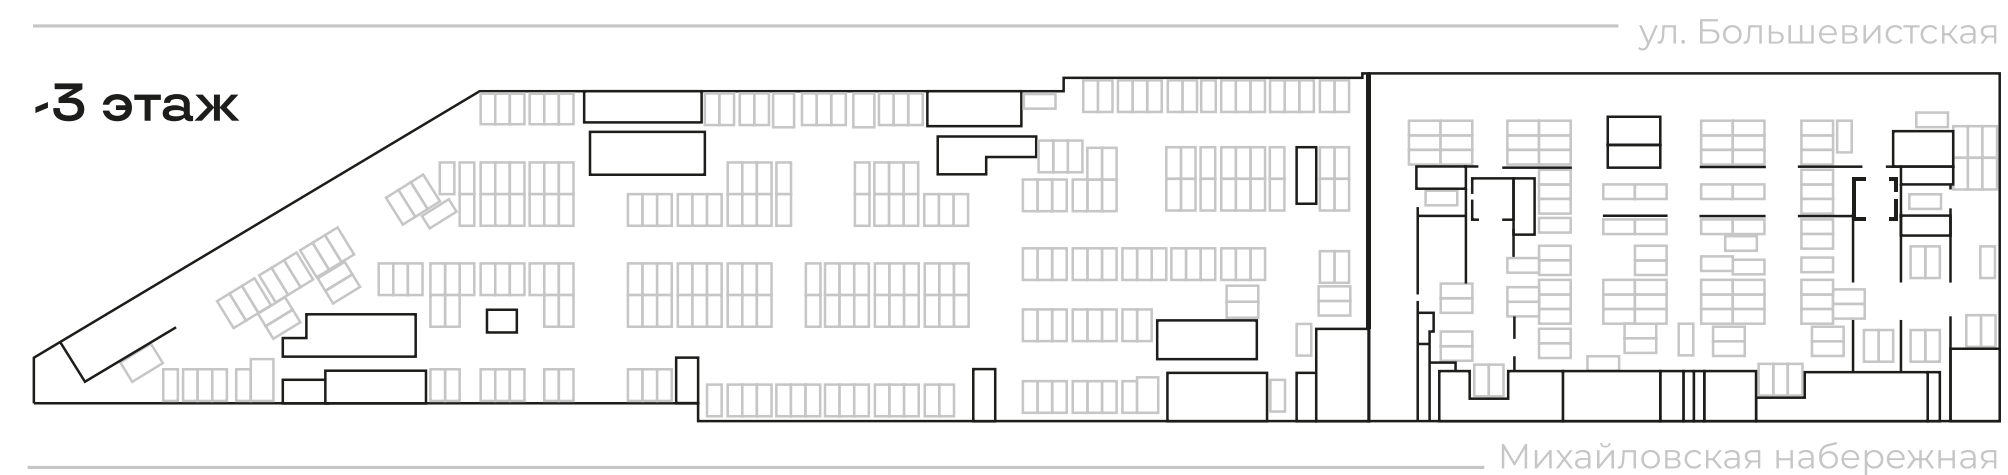 ул. Большевистская
-3 этаж
Михайловская набережная